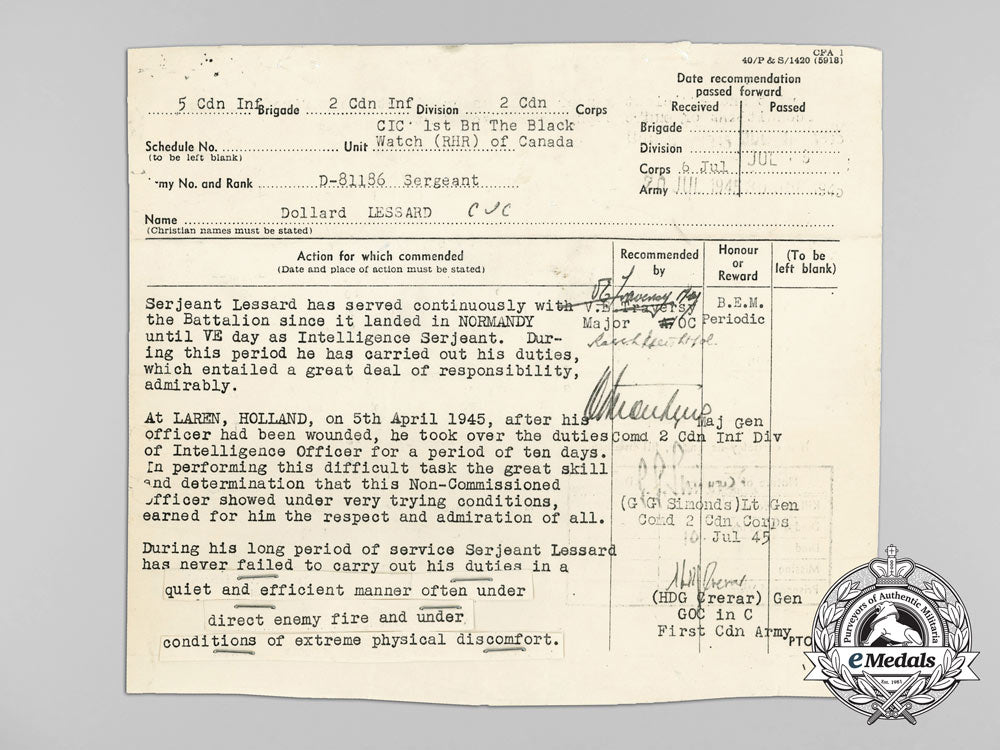 CFA 1
40/P & S/1420 (5918)
Date recommendation
passed forward
Received Passed
5 Cdn Inf Brigade 2 Cdn Inf Division 2 Cdn Corps
CIC 1st Bn The Black
Schedule No. Unit Watch (RHR) of Canada
(to be left blank)
Brigade
Division
Corps 6 Jul JUL
Army JUL 1945
my No. and Rank D-81186 Sergeant
Name Dollard LESSARD CIC
(Christian names must be stated)
Action for which commended
(Date and place of action must be stated)
Recommended
by
Honour
or
Reward
(To be
left blank)
Serjeant Lessard has served continuously with
the Battalion since it landed in NORMANDY
until VE day as Intelligence Serjeant. Dur-
ing this period he has carried out his duties,
which entailed a great deal of responsibility,
admirably.
At LAREN, HOLLAND, on 5th April 1945, after his
officer had been wounded, he took over the duties
of Intelligence Officer for a period of ten days.
In performing this difficult task the great skill
and determination that this Non-Commissioned
officer showed under very trying conditions,
earned for him the respect and admiration of all.
During his long period of service Serjeant Lessard
has never failed to carry out his duties in a
quiet and efficient manner often under
direct enemy fire and under
conditions of extreme physical discomfort.
V.E. Traversy
Major OC
B.E.M.
Periodic
Maj Gen
Comd 2 Cdn Inf Div
(G G Simonds) Lt Gen
Comd 2 Cdn Corps
10 Jul 45
(HDG Crerar) Gen
GOC in C
First Cdn Army
PTO
Purveyors of Authentic Militaria
eMedals
Est. 1981